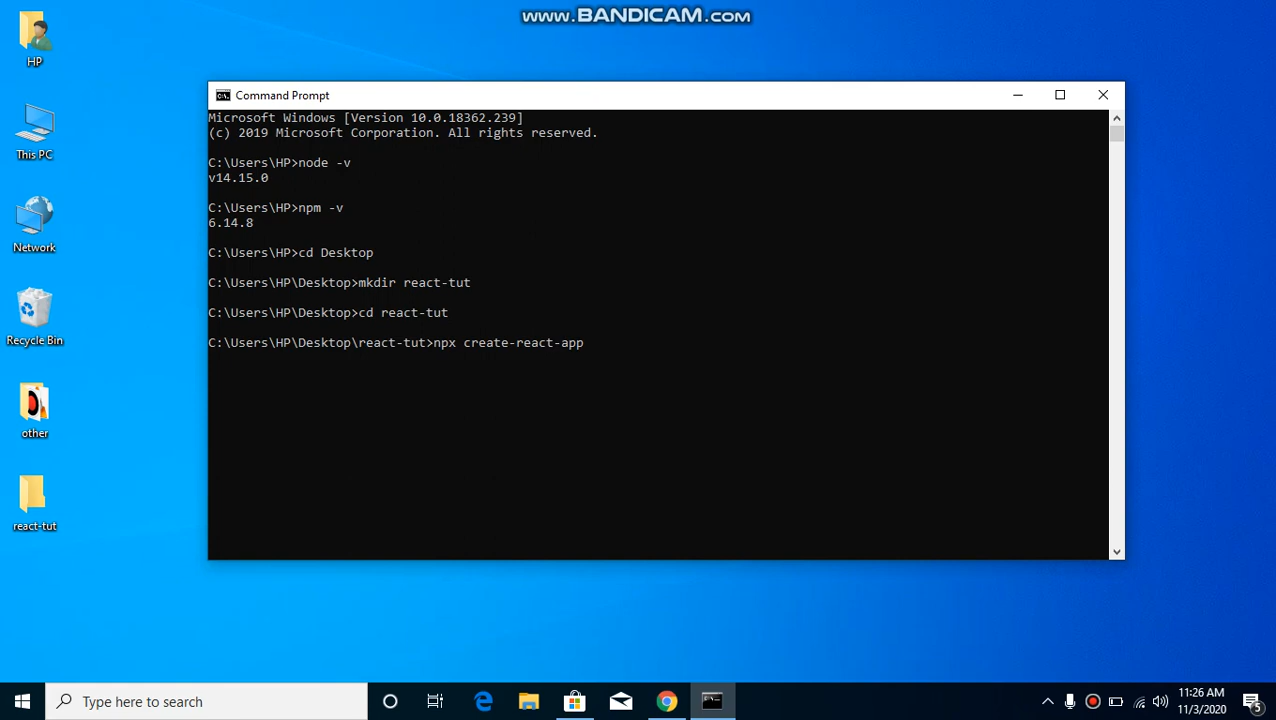 www.BANDICAM.com
HP
This PC
Network
Recycle Bin
other
react-tut
Command Prompt
Microsoft Windows [Version 10.0.18362.239]
(c) 2019 Microsoft Corporation. All rights reserved.
C:\Users\HP>node -v
v14.15.0
C:\Users\HP>npm -v
6.14.8
C:\Users\HP>cd Desktop
C:\Users\HP\Desktop>mkdir react-tut
C:\Users\HP\Desktop>cd react-tut
C:\Users\HP\Desktop\react-tut>npx create-react-app
Type here to search
11:26 AM
11/3/2020
5